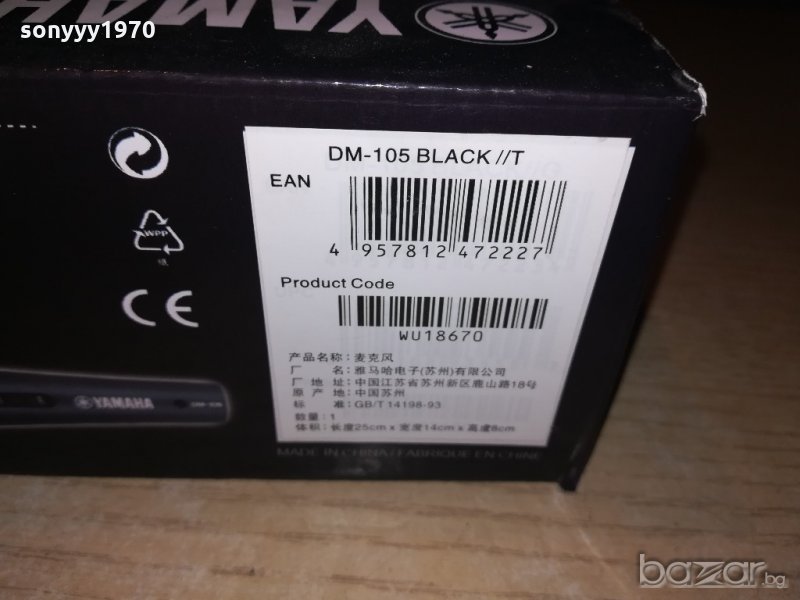 sonyyy1970
YAMAH
DM-105 BLACK //T
EAN
4 957812 472227
Product Code
WU18670
产品名称：麦克风
厂 名：雅马哈电子(苏州)有限公司
厂 地 址：中国江苏省苏州新区鹿山路18号
原 产 地：中国苏州
标 准：GB/T 14198-93
数量：1
体积：长度25cm x 宽度14cm x 高度8cm
MADE IN CHINA / FABRIQUE EN CHINE
WPP
CE
YAMAHA
DM-105
bazar.bg